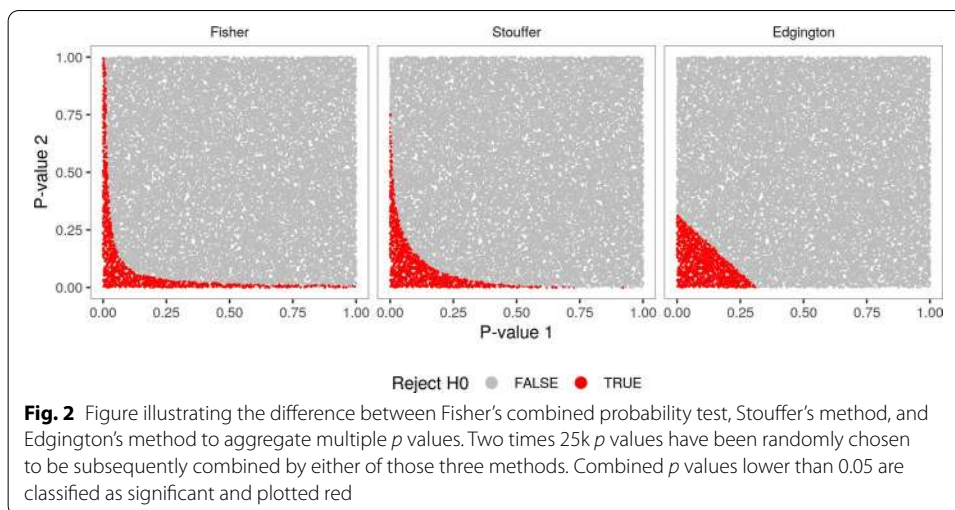 Fisher
Stouffer
Edgington
P-value 2
1.00
0.75
0.50
0.25
0.00
0.00 0.25 0.50 0.75 1.00
0.00 0.25 0.50 0.75 1.00
0.00 0.25 0.50 0.75 1.00
P-value 1
Reject H0 FALSE TRUE
Fig. 2 Figure illustrating the difference between Fisher's combined probability test, Stouffer's method, and
Edgington's method to aggregate multiple p values. Two times 25k p values have been randomly chosen
to be subsequently combined by either of those three methods. Combined p values lower than 0.05 are
classified as significant and plotted red